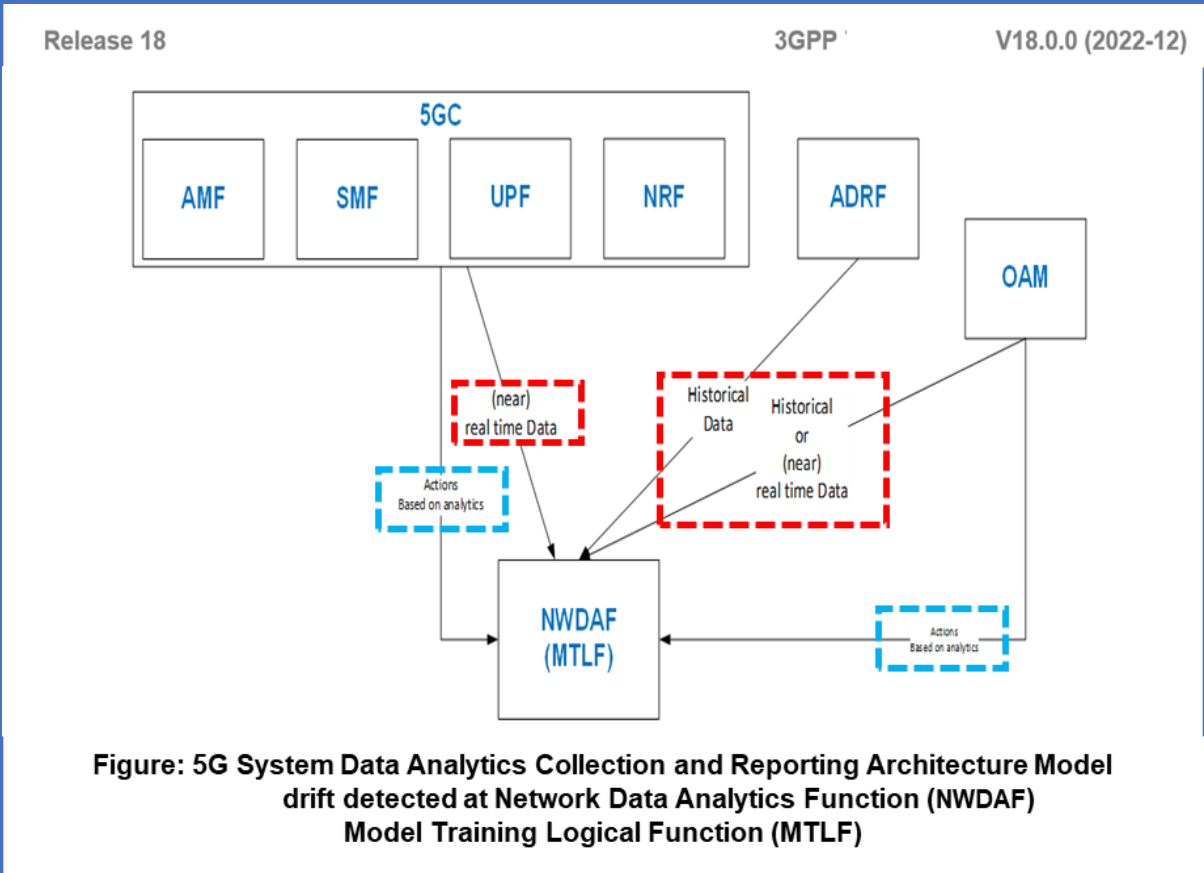 Release 18
3GPP
V18.0.0 (2022-12)
5GC
AMF
SMF
UPF
NRF
ADRF
OAM
(near)
real time Data
Historical
Data
Historical
or
(near)
real time Data
Actions
Based on analytics
NWDAF
(MTLF)
Actions
Based on analytics
Figure: 5G System Data Analytics Collection and Reporting Architecture Model
drift detected at Network Data Analytics Function (NWDAF)
Model Training Logical Function (MTLF)